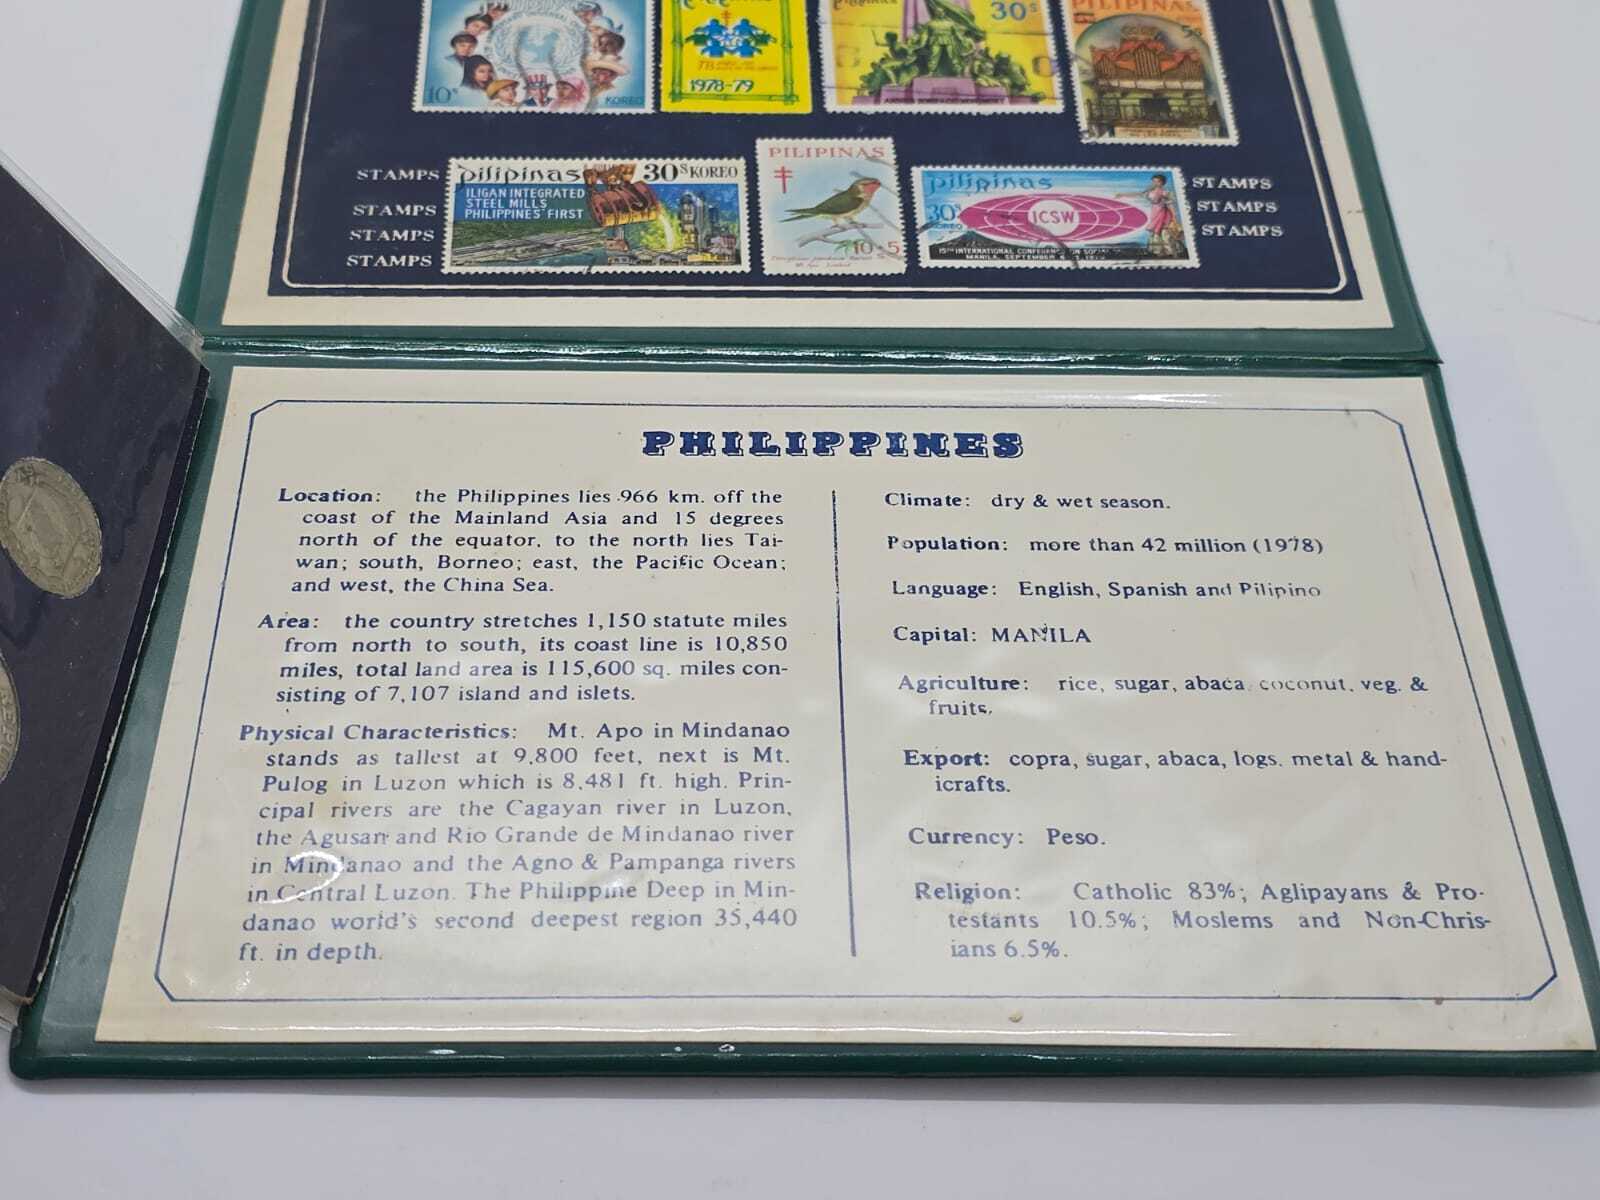 10s
KOREO
TB
1978-79
30s
PILIPINAS
5s
STAMPS
STAMPS
STAMPS
STAMPS
pilipinas 30s KOREO
ILIGAN INTEGRATED
STEEL MILLS
PHILIPPINES' FIRST
PILIPINAS
10+5
pilipinas
30s
KOREO
ICSW
15TH INTERNATIONAL CONFERENCE ON SOCIAL
MANILA, SEPTEMBER
STAMPS
STAMPS
STAMPS
PHILIPPINES
Location: the Philippines lies 966 km. off the
coast of the Mainland Asia and 15 degrees
north of the equator, to the north lies Tai-
wan; south, Borneo; east, the Pacific Ocean;
and west, the China Sea.
Area: the country stretches 1,150 statute miles
from north to south, its coast line is 10,850
miles, total land area is 115,600 sq. miles con-
sisting of 7,107 island and islets.
Physical Characteristics: Mt. Apo in Mindanao
stands as tallest at 9,800 feet, next is Mt.
Pulog in Luzon which is 8,481 ft. high. Prin-
cipal rivers are the Cagayan river in Luzon,
the Agusan and Rio Grande de Mindanao river
in Mindanao and the Agno & Pampanga rivers
in Central Luzon. The Philippine Deep in Min-
danao world's second deepest region 35,440
ft. in depth.
Climate: dry & wet season.
Population: more than 42 million (1978)
Language: English, Spanish and Pilipino
Capital: MANILA
Agriculture: rice, sugar, abaca, coconut, veg. &
fruits.
Export: copra, sugar, abaca, logs. metal & hand-
icrafts.
Currency: Peso.
Religion: Catholic 83%; Aglipayans & Pro-
testants 10.5%; Moslems and Non-Chris-
ians 6.5%.